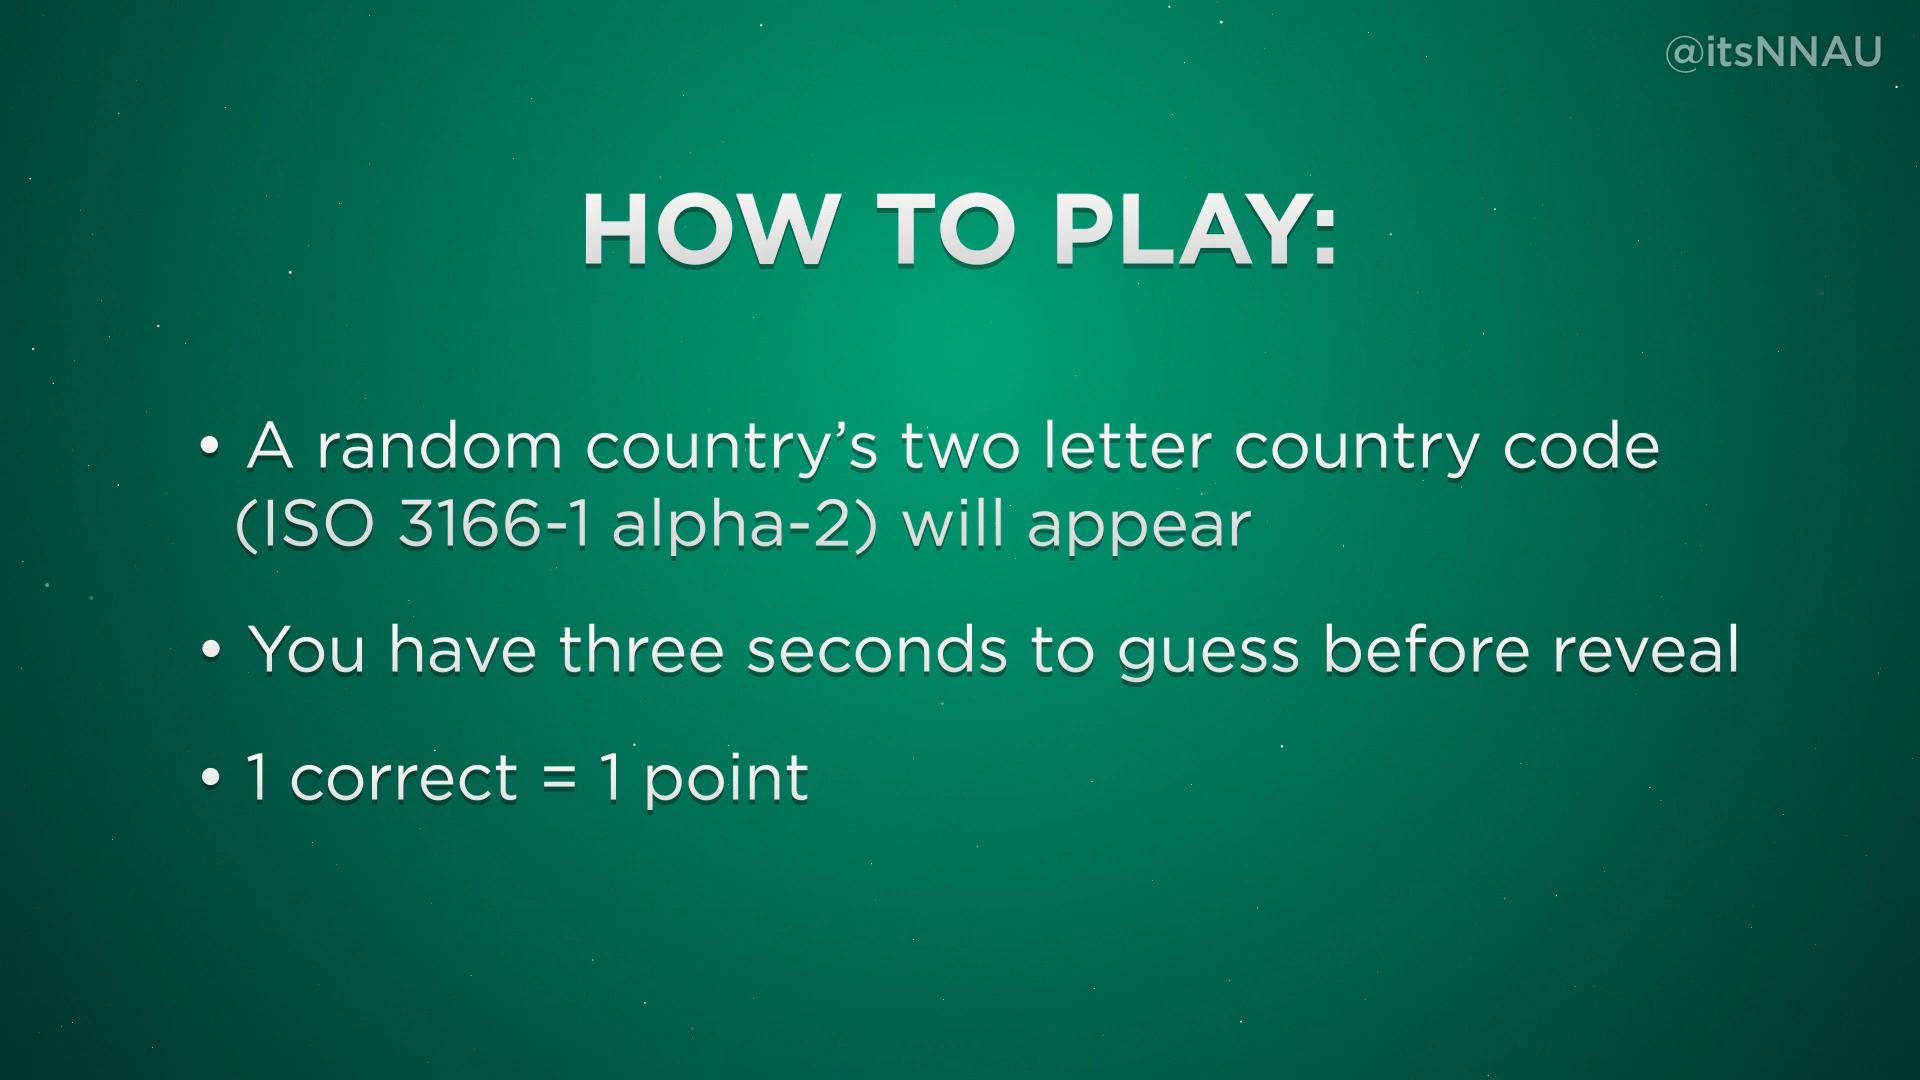 @itsNNAU
HOW TO PLAY:
• A random country’s two letter country code
(ISO 3166-1 alpha-2) will appear
• You have three seconds to guess before reveal
• 1 correct = 1 point